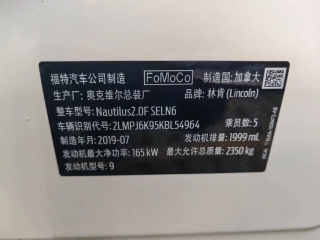 福特汽车公司制造 FoMoCo 制造国：加拿大
生产厂：奥克维尔总装厂 品牌：林肯(Lincoln)
整车型号：Nautilus2.0F SELN6
车辆识别代号：2LMPJ6K95KBL54964 乘员数：5
制造年月：2019-07 发动机排量：1999 mL
发动机最大净功率：165 kW 最大允许总质量：2350 kg
发动机型号：9